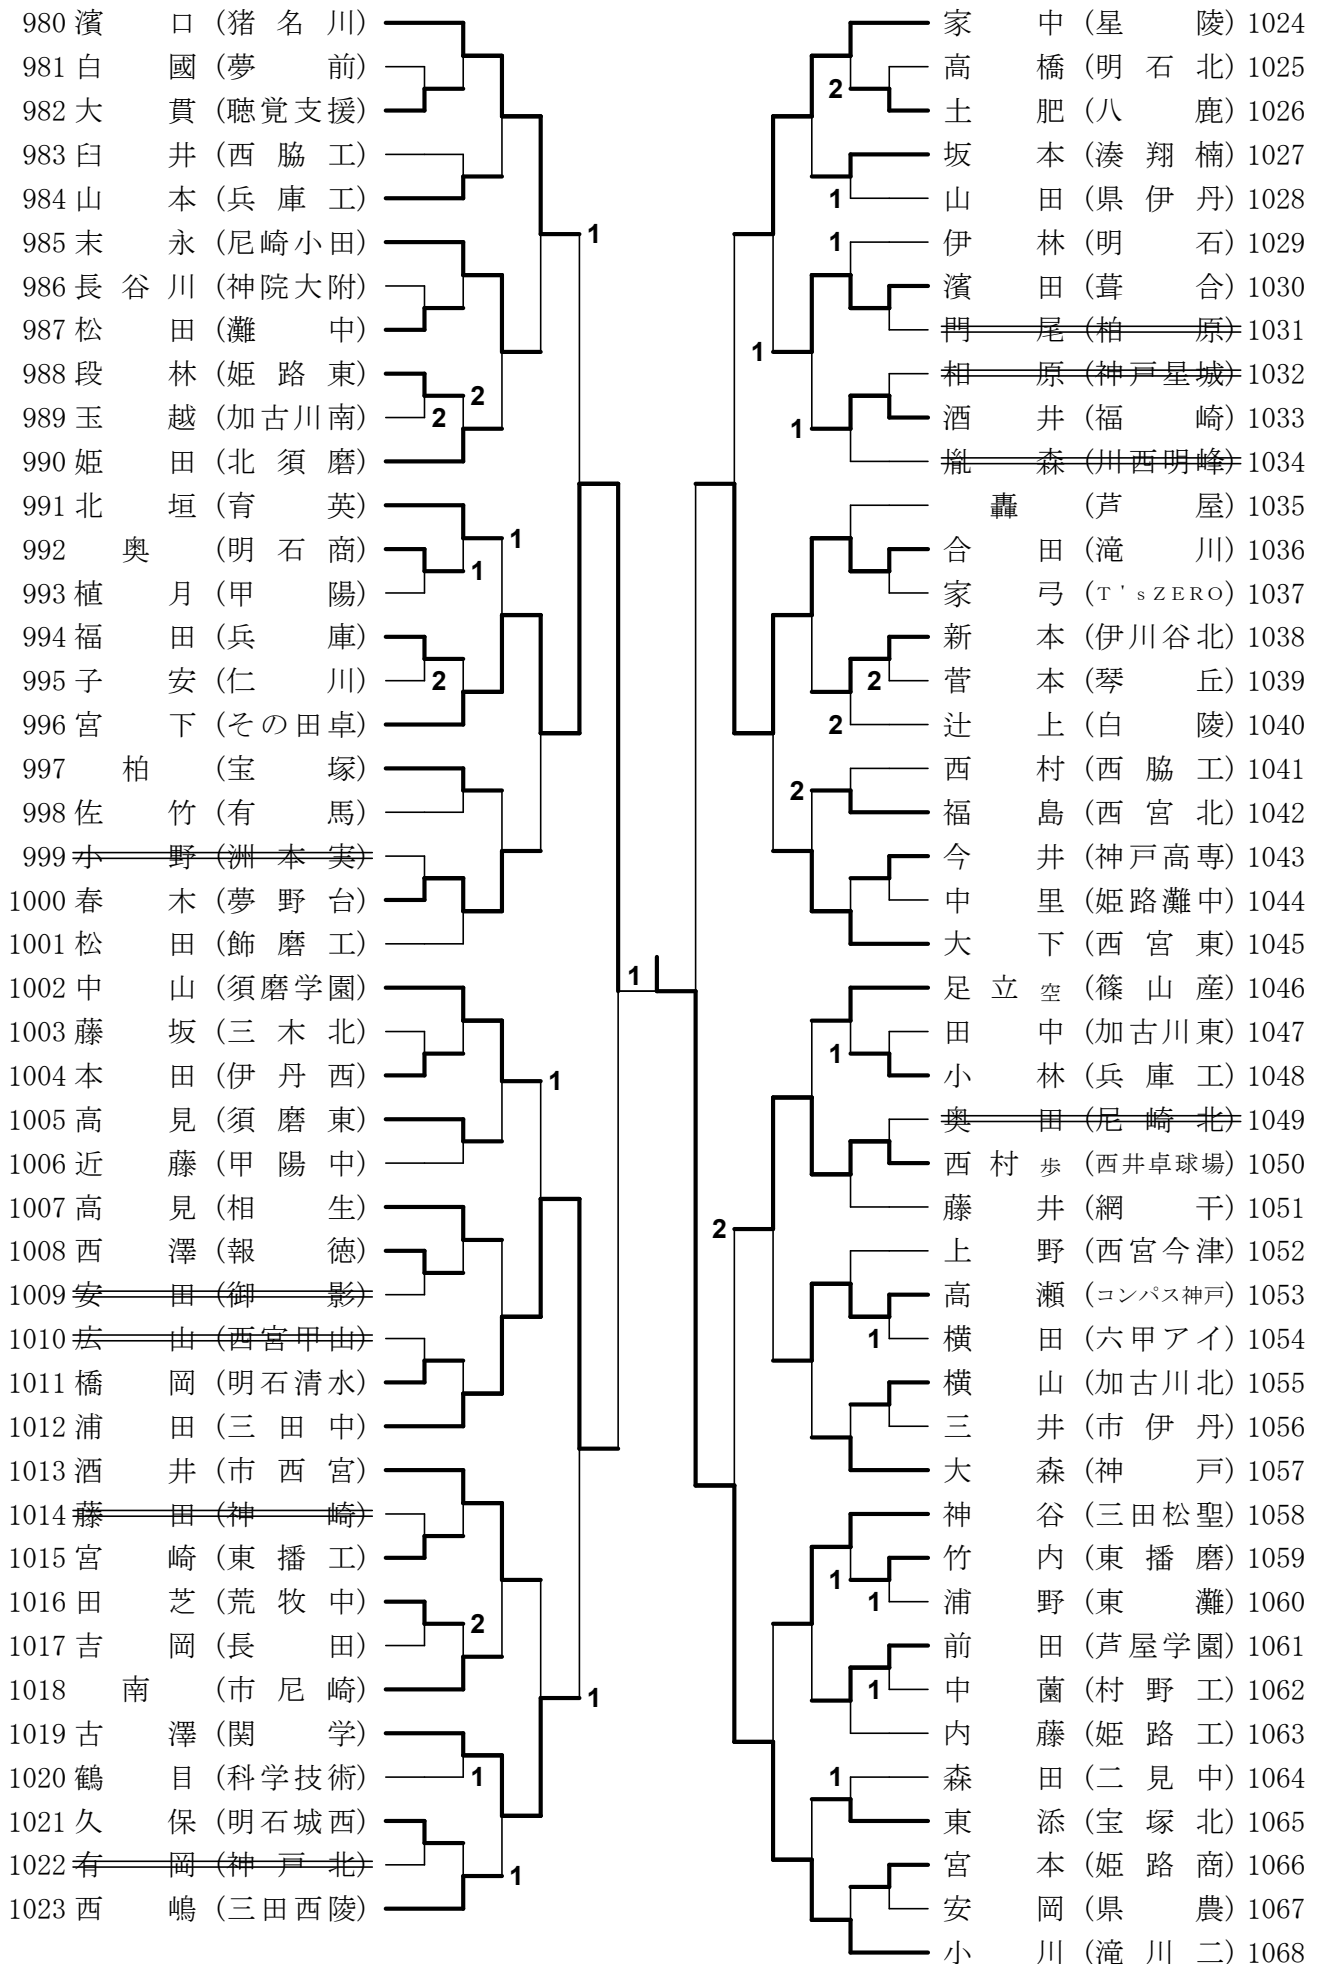 980 濱口 (猪名川)
981 白國 (夢前)
982 大貫 (聴覚支援)
983 臼井 (西脇工)
984 山本 (兵庫工)
985 末永 (尼崎小田)
986 長谷川 (神院大附)
987 松田 (灘中)
988 段林 (姫路東)
989 玉越 (加古川南)
990 姫田 (北須磨)
991 北垣 (育英)
992 奥 (明石商)
993 植月 (甲陽)
994 福田 (兵庫)
995 子安 (仁川)
996 宮下 (その田卓)
997 柏 (宝塚)
998 佐竹 (有馬)
999 小野 (洲本実)
1000 春木 (夢野台)
1001 松田 (飾磨工)
1002 中山 (須磨学園)
1003 藤坂 (三木北)
1004 本田 (伊丹西)
1005 高見 (須磨東)
1006 近藤 (甲陽中)
1007 高見 (相生)
1008 西澤 (報徳)
1009 安田 (御影)
1010 広山 (西宮甲山)
1011 橋岡 (明石清水)
1012 浦田 (三田中)
1013 酒井 (市西宮)
1014 藤田 (神崎)
1015 宮崎 (東播工)
1016 田芝 (荒牧中)
1017 吉岡 (長田)
1018 南 (市尼崎)
1019 古澤 (関学)
1020 鶴目 (科学技術)
1021 久保 (明石城西)
1022 有岡 (神戸北)
1023 西嶋 (三田西陵)
1
2
2
1
1
2
1
1
2
1
1
1
1
家中 (星陵) 1024
高橋 (明石北) 1025
土肥 (八鹿) 1026
坂本 (湊翔楠) 1027
山田 (県伊丹) 1028
伊林 (明石) 1029
濱田 (葺合) 1030
門尾 (柏原) 1031
相原 (神戸星城) 1032
酒井 (福崎) 1033
胤森 (川西明峰) 1034
轟 (芦屋) 1035
合田 (滝川) 1036
家弓 (T'sZERO) 1037
新本 (伊川谷北) 1038
菅本 (琴丘) 1039
辻上 (白陵) 1040
西村 (西脇工) 1041
福島 (西宮北) 1042
今井 (神戸高専) 1043
中里 (姫路灘中) 1044
大下 (西宮東) 1045
足立空 (篠山産) 1046
田中 (加古川東) 1047
小林 (兵庫工) 1048
奥田 (尼崎北) 1049
西村歩 (西井卓球場) 1050
藤井 (網干) 1051
上野 (西宮今津) 1052
高瀬 (コンパス神戸) 1053
横田 (六甲アイ) 1054
横山 (加古川北) 1055
三井 (市伊丹) 1056
大森 (神戸) 1057
神谷 (三田松聖) 1058
竹内 (東播磨) 1059
浦野 (東灘) 1060
前田 (芦屋学園) 1061
中薗 (村野工) 1062
内藤 (姫路工) 1063
森田 (二見中) 1064
東添 (宝塚北) 1065
宮本 (姫路商) 1066
安岡 (県農) 1067
小川 (滝川二) 1068
2
1
1
1
1
2
2
2
1
2
1
1
1
1
1